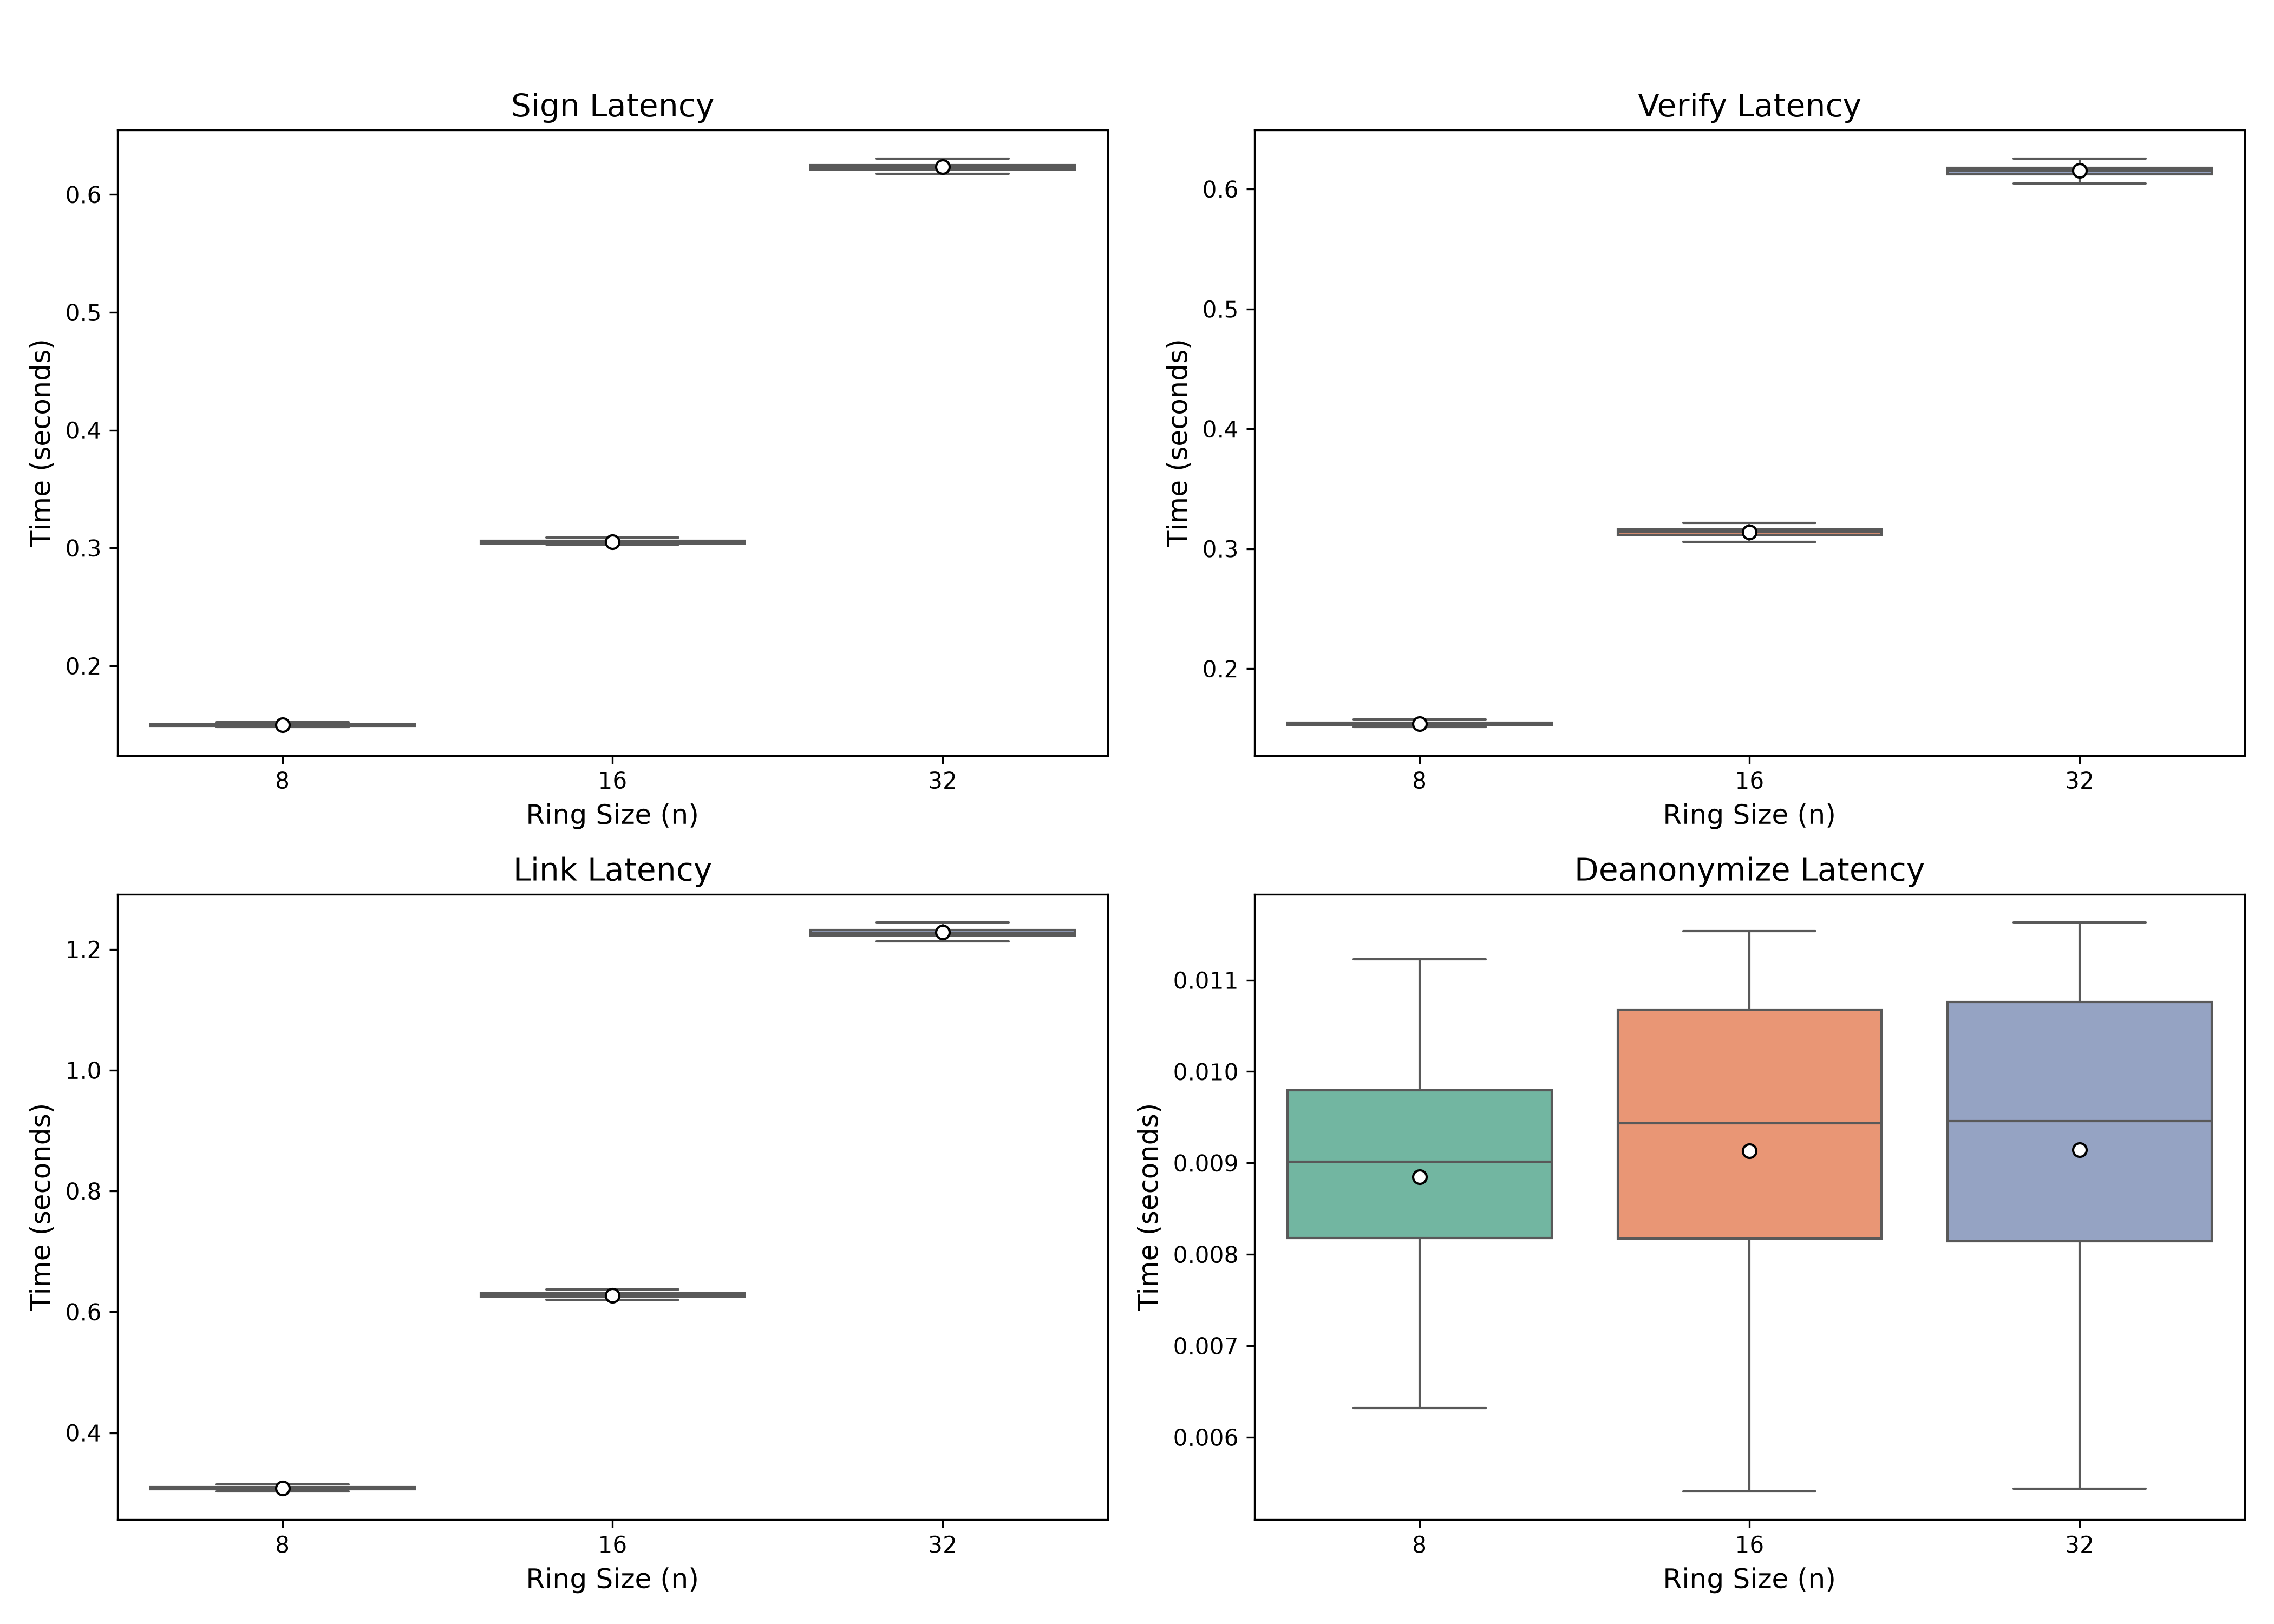 Sign Latency
Time (seconds)
0.6
0.5
0.4
0.3
0.2
8 16 32
Ring Size (n)
Verify Latency
Time (seconds)
0.6
0.5
0.4
0.3
0.2
8 16 32
Ring Size (n)
Link Latency
Time (seconds)
1.2
1.0
0.8
0.6
0.4
8 16 32
Ring Size (n)
Deanonymize Latency
Time (seconds)
0.011
0.010
0.009
0.008
0.007
0.006
8 16 32
Ring Size (n)